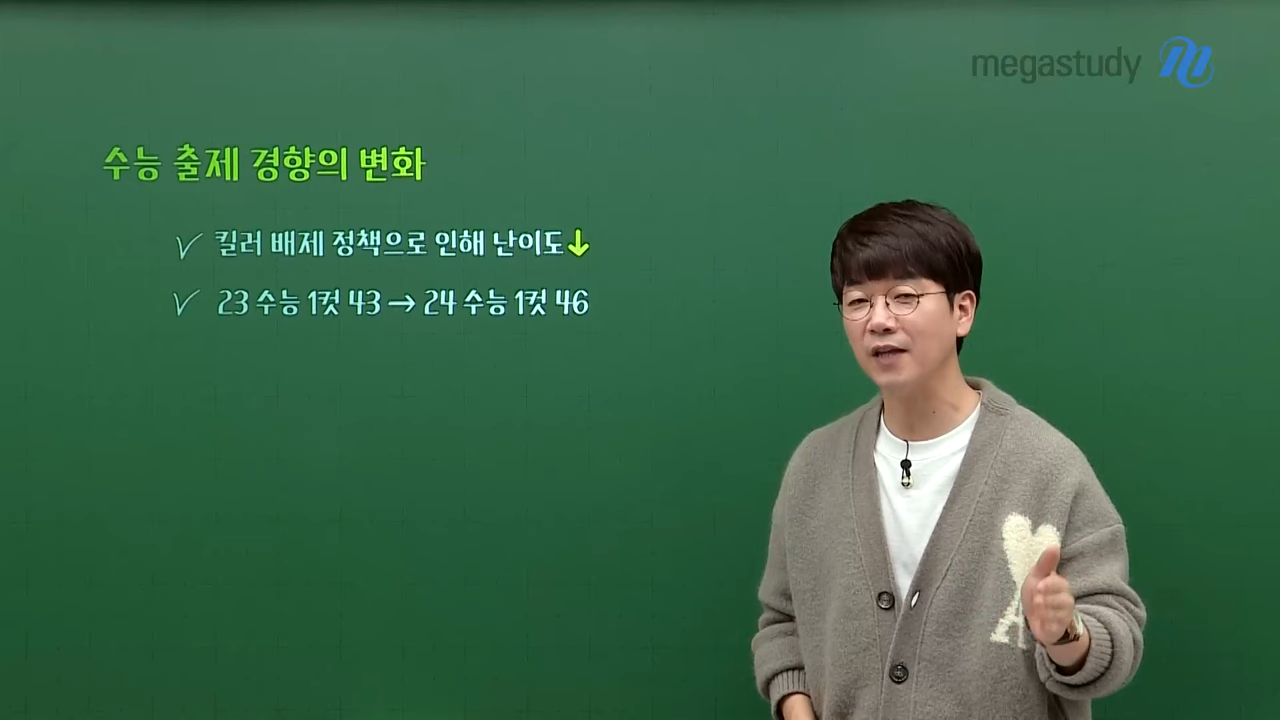 megastudy
수능 출제 경향의 변화
✓ 킬러 배제 정책으로 인해 난이도↓
✓ 23 수능 1컷 43 → 24 수능 1컷 46